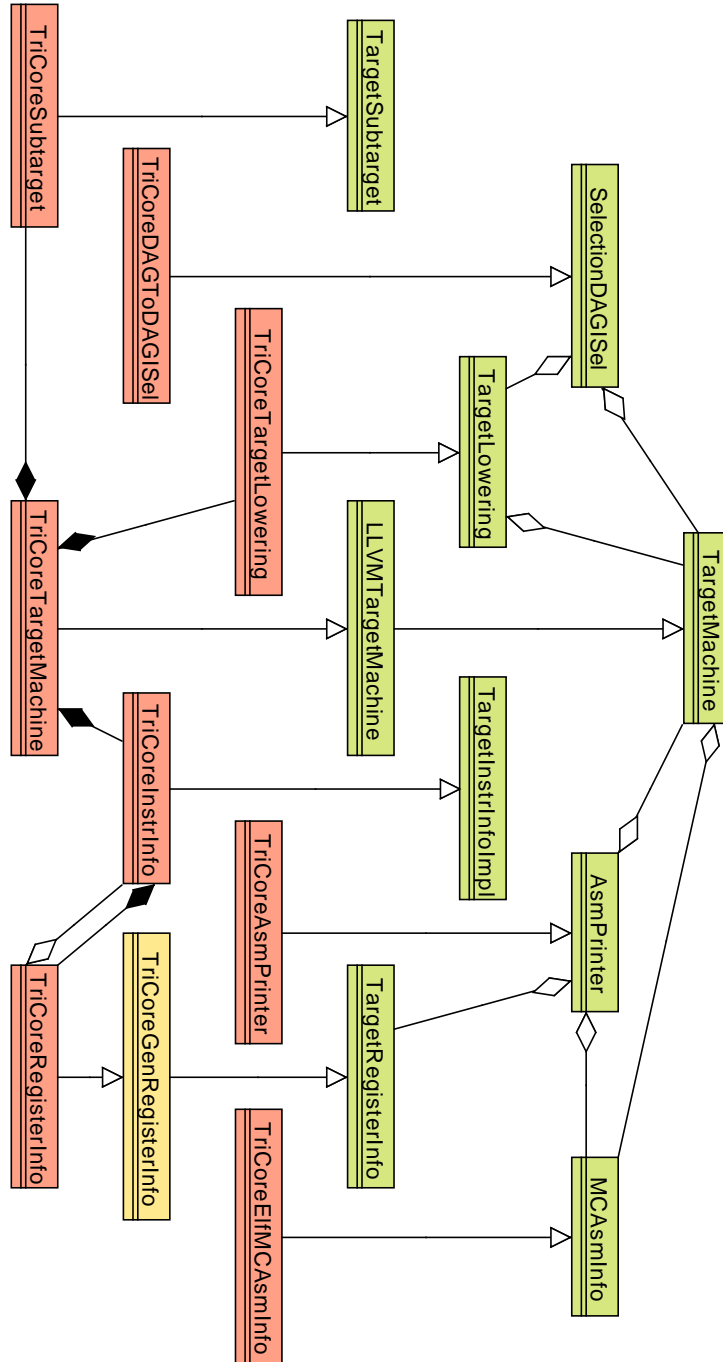 TargetMachine
SelectionDAGISel
AsmPrinter
MCAsmInfo
TargetLowering
TargetInstrInfoImpl
TargetSubtarget
LLVMTargetMachine
TargetRegisterInfo
TriCoreTargetLowering
TriCoreAsmPrinter
TriCoreElfMCAsmInfo
TriCoreDAGToDAGISel
TriCoreInstrInfo
TriCoreGenRegisterInfo
TriCoreSubtarget
TriCoreTargetMachine
TriCoreRegisterInfo